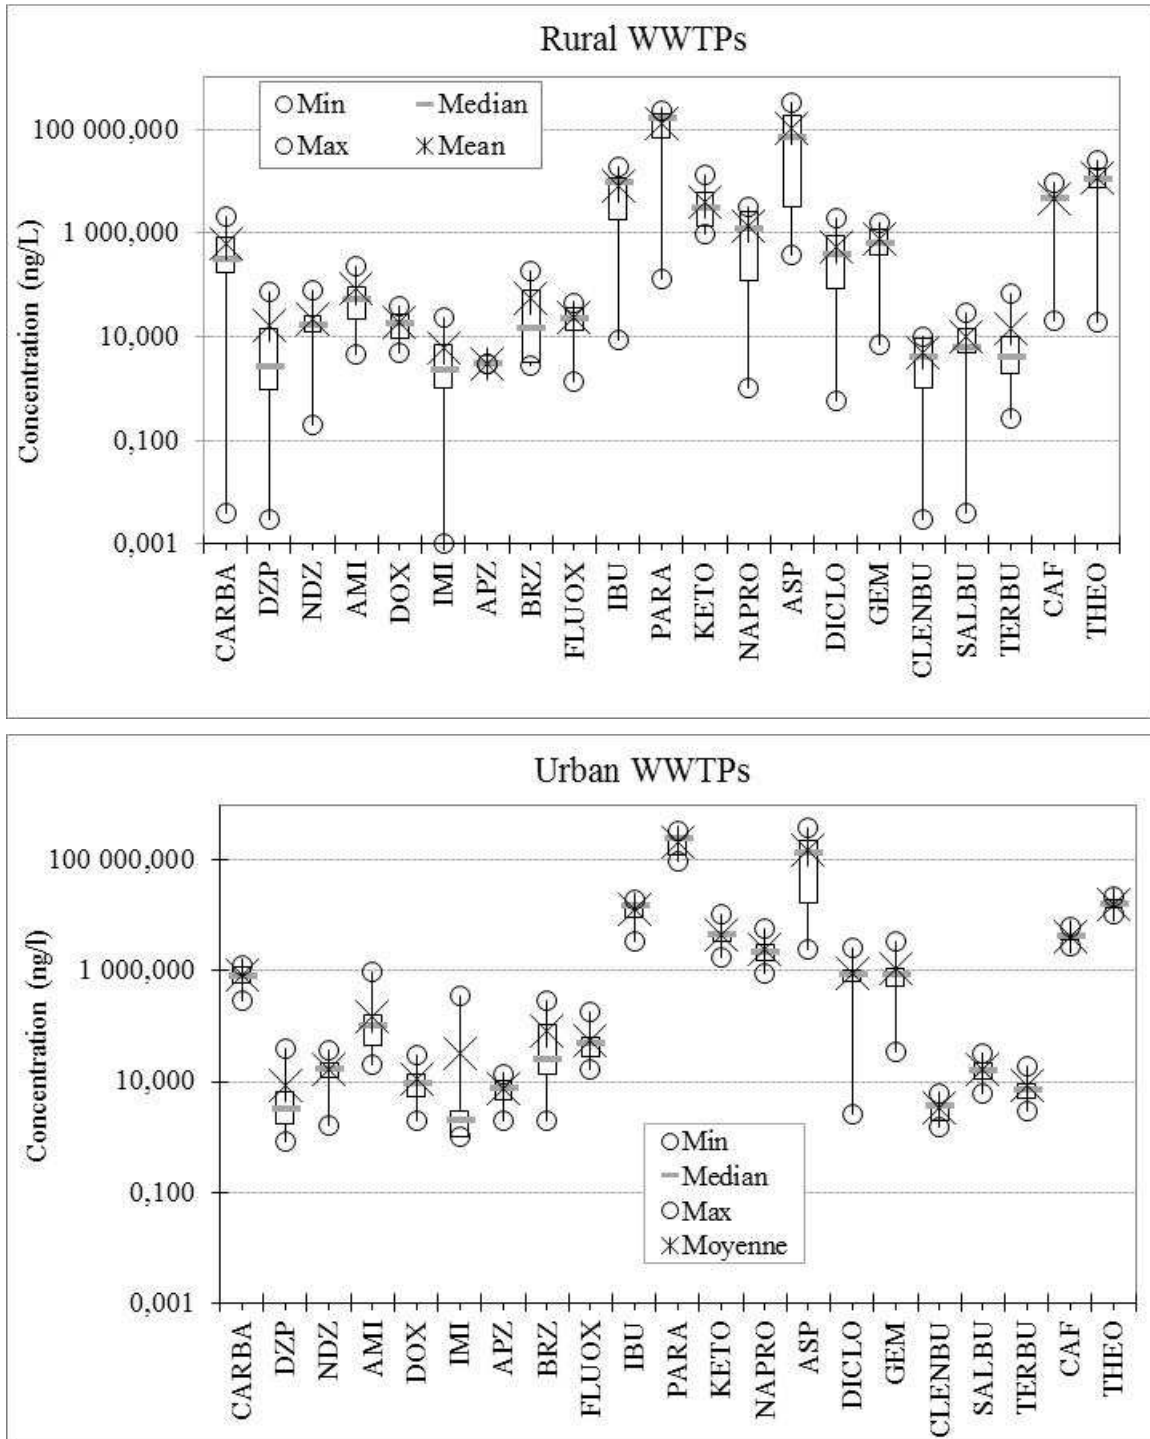 Rural WWTPs
Min Median
Max Mean
Concentration (ng/L)
100 000,000
1 000,000
10,000
0,100
0,001
CARBA DZP NDZ AMI DOX IMI APZ BRZ FLUOX IBU PARA KETO NAPRO ASP DICLO GEM CLENBU SALBU TERBU CAF THEO
Urban WWTPs
Concentration (ng/l)
100 000,000
1 000,000
10,000
0,100
0,001
Min
Median
Max
Moyenne
CARBA DZP NDZ AMI DOX IMI APZ BRZ FLUOX IBU PARA KETO NAPRO ASP DICLO GEM CLENBU SALBU TERBU CAF THEO